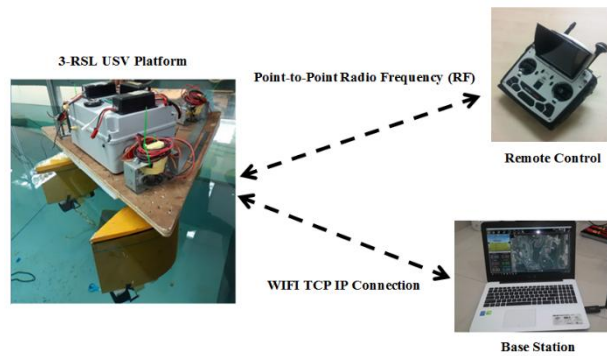 3-RSL USV Platform
Point-to-Point Radio Frequency (RF)
Remote Control
WIFI TCP IP Connection
Base Station